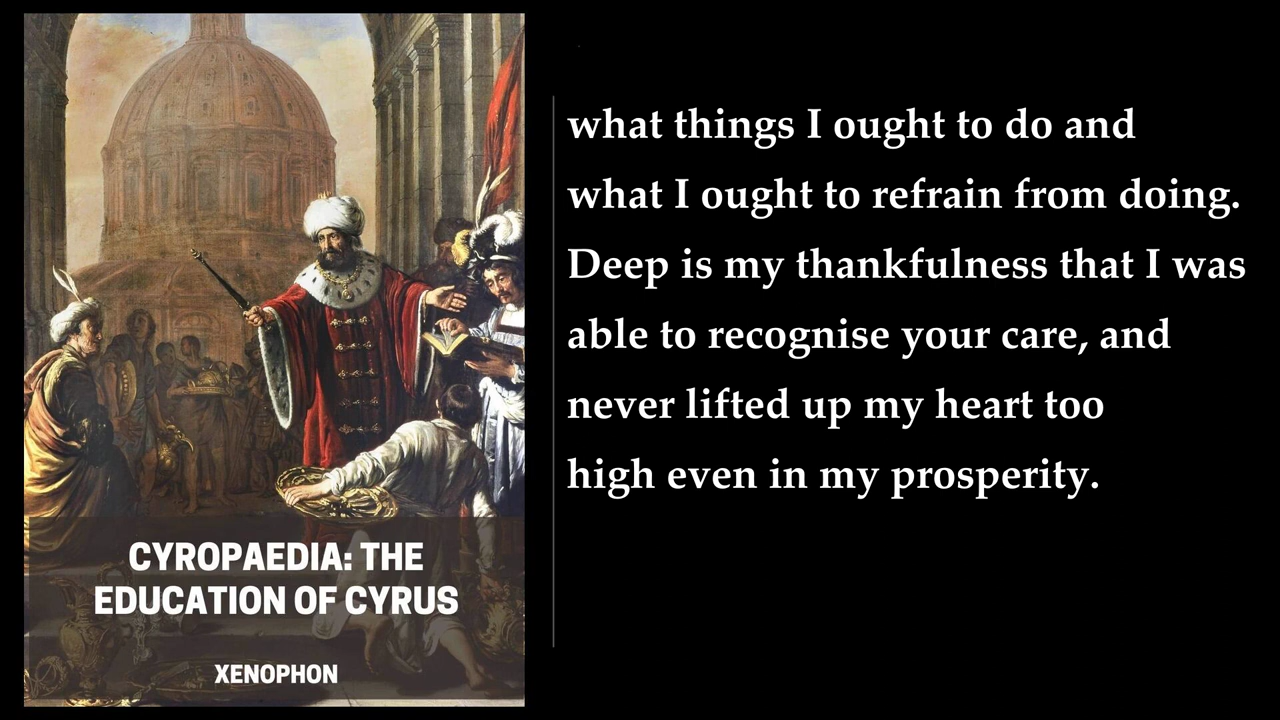 CYROPAEDIA: THE
EDUCATION OF CYRUS
XENOPHON
what things I ought to do and
what I ought to refrain from doing.
Deep is my thankfulness that I was
able to recognise your care, and
never lifted up my heart too
high even in my prosperity.